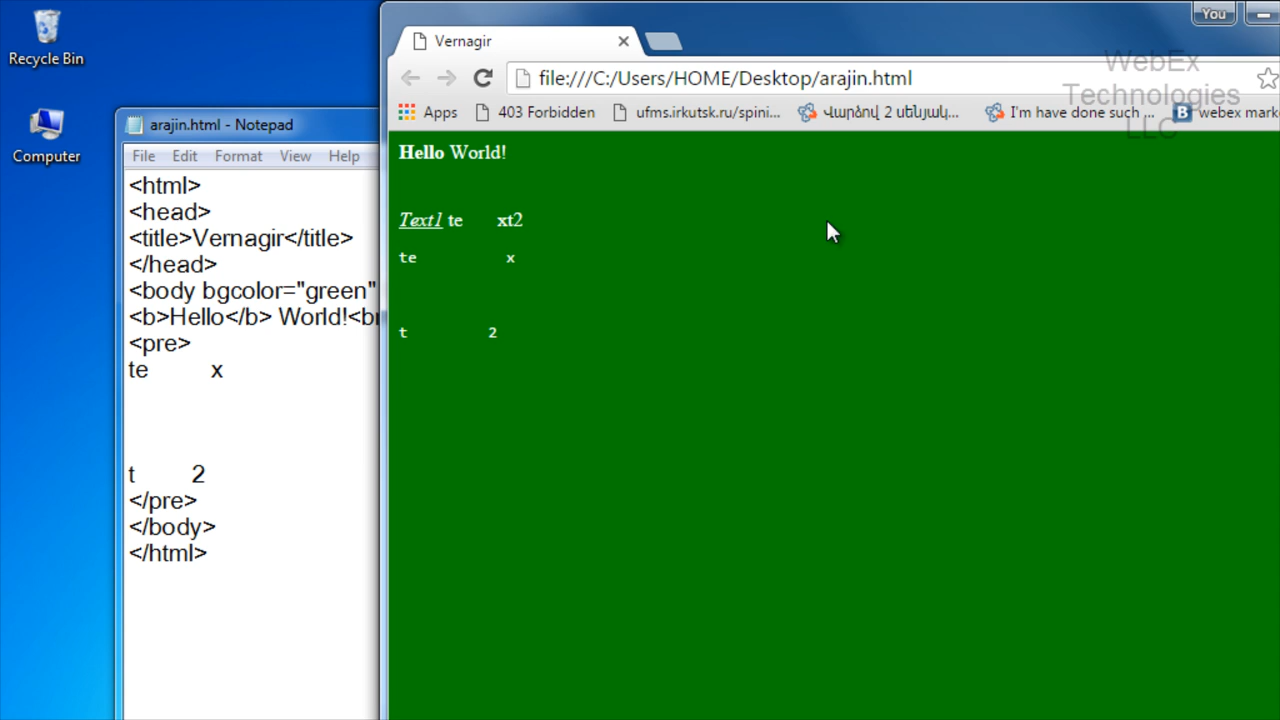 Recycle Bin
Computer
arajin.html - Notepad
File Edit Format View Help
<html>
<head>
<title>Vernagir</title>
</head>
<body bgcolor="green"
<b>Hello</b> World!<br
<pre>
te x
t 2
</pre>
</body>
</html>
You
Vernagir
file:///C:/Users/HOME/Desktop/arajin.html
WebEx
Technologies
LLC
Apps 403 Forbidden ufms.irkutsk.ru/spini... Վարձով 2 սենյակ... I'm have done such ... B webex mark
Hello World!
Text1 te xt2
te x
t 2